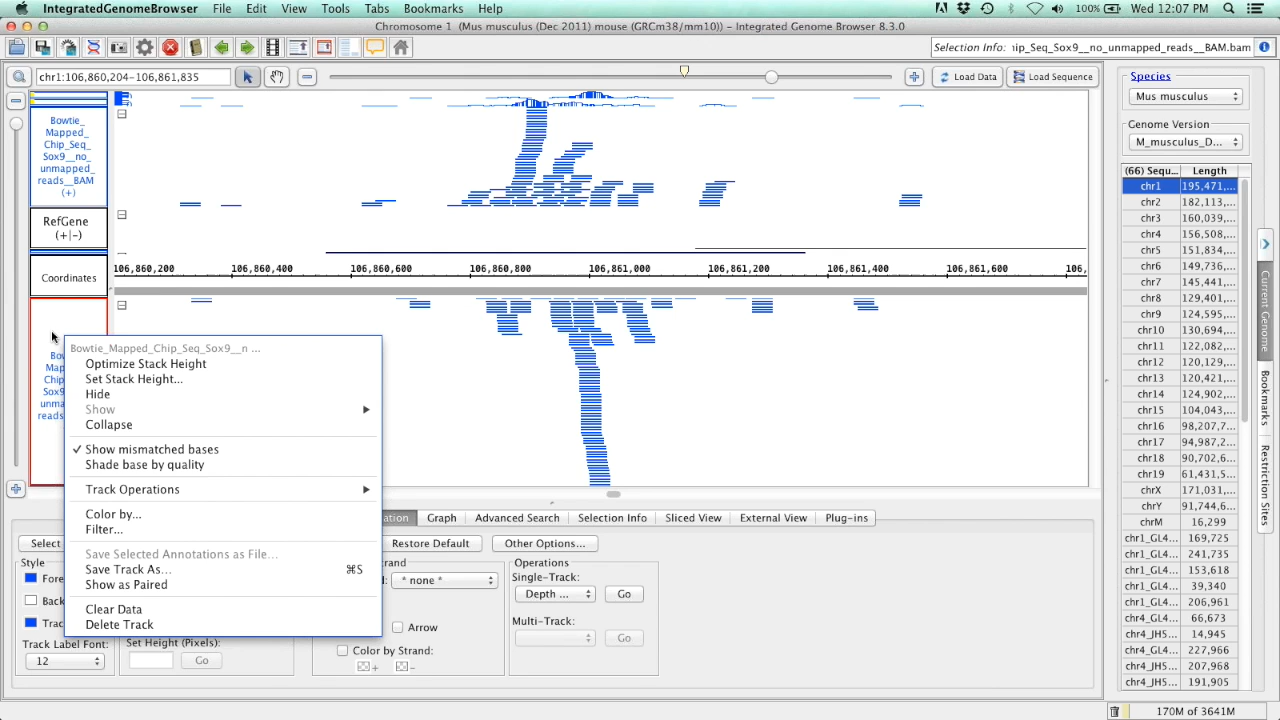 IntegratedGenomeBrowser File Edit View Tools Tabs Bookmarks Help 100% Wed 12:07 PM
Chromosome 1 (Mus musculus (Dec 2011) mouse (GRCm38/mm10)) - Integrated Genome Browser 8.3.0
Selection Info: ip_Seq_Sox9__no_unmapped_reads__BAM.bam
chr1:106,860,204-106,861,835 Load Data Load Sequence
Species
Mus musculus
Genome Version
M_musculus_D...
(66) Sequ... Length
chr1 195,471,...
chr2 182,113,...
chr3 160,039,...
chr4 156,508,...
chr5 151,834,...
chr6 149,736,...
chr7 145,441,...
chr8 129,401,...
chr9 124,595,...
chr10 130,694,...
chr11 122,082,...
chr12 120,129,...
chr13 120,421,...
chr14 124,902,...
chr15 104,043,...
chr16 98,207,7...
chr17 94,987,2...
chr18 90,702,6...
chr19 61,431,5...
chrX 171,031,...
chrY 91,744,6...
chrM 16,299
chr1_GL4... 169,725
chr1_GL4... 241,735
chr1_GL4... 153,618
chr1_GL4... 39,340
chr1_GL4... 206,961
chr4_GL4... 66,673
chr4_JH5... 14,945
chr4_GL4... 227,966
chr4_JH5... 207,968
chr4_JH5... 191,905
Current Genome
Bookmarks
Restriction Sites
Bowtie_
Mapped_
Chip_Seq_
Sox9__no_
unmapped_
reads__BAM
(+)
RefGene
(+|-)
Coordinates
106,860,200 106,860,400 106,860,600 106,860,800 106,861,000 106,861,200 106,861,400 106,861,600 106,
Bow
Map
Chip
Sox
unma
reads
Bowtie_Mapped_Chip_Seq_Sox9__n ...
Optimize Stack Height
Set Stack Height...
Hide
Show
Collapse
Show mismatched bases
Shade base by quality
Track Operations
Color by...
Filter...
Save Selected Annotations as File...
Save Track As... ⌘S
Show as Paired
Clear Data
Delete Track
ation Graph Advanced Search Selection Info Sliced View External View Plug-ins
Select Restore Default Other Options...
Style
Fore
Back
Trac
Track Label Font:
12
Set Height (Pixels):
Go
rand
* none *
Arrow
Color by Strand:
+ -
Operations
Single-Track:
Depth ... Go
Multi-Track:
Go
170M of 3641M